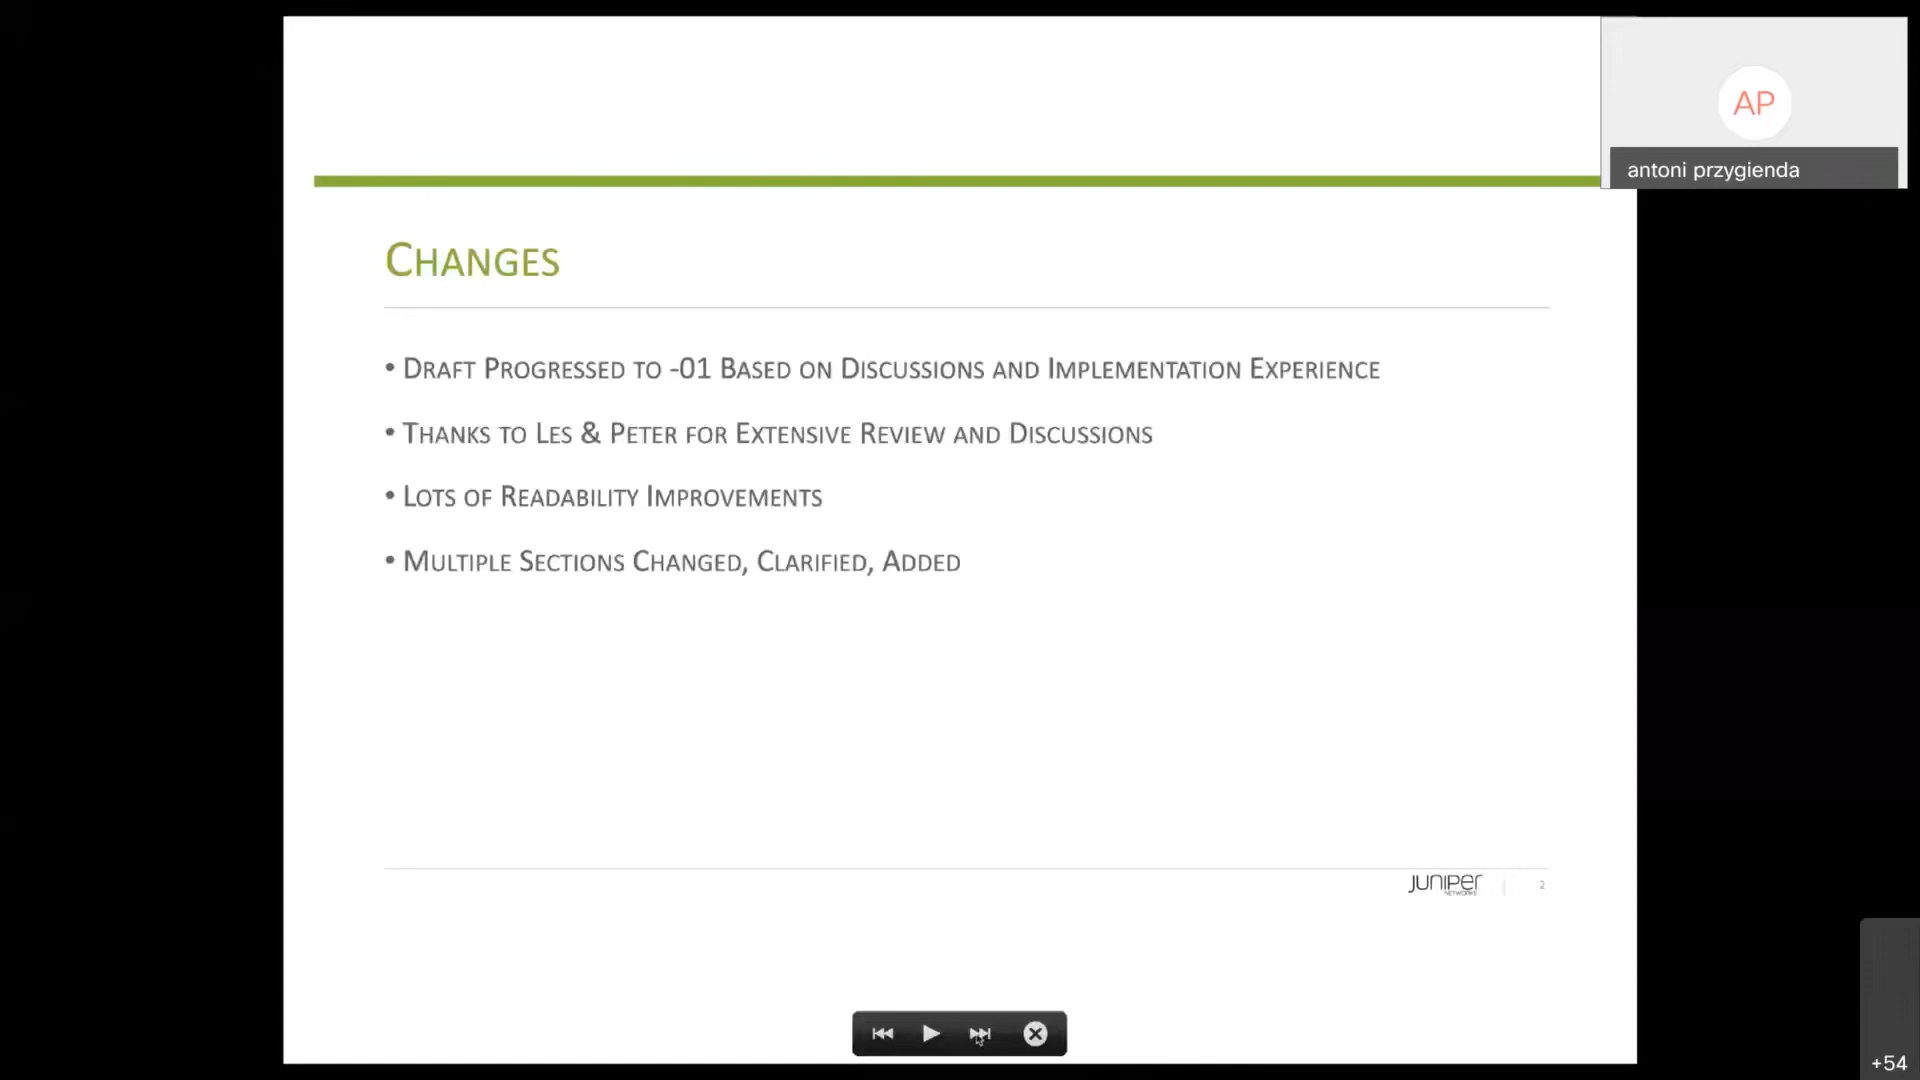 AP
antoni przygienda
CHANGES
• DRAFT PROGRESSED TO -01 BASED ON DISCUSSIONS AND IMPLEMENTATION EXPERIENCE
• THANKS TO LES & PETER FOR EXTENSIVE REVIEW AND DISCUSSIONS
• LOTS OF READABILITY IMPROVEMENTS
• MULTIPLE SECTIONS CHANGED, CLARIFIED, ADDED
JUNIPER
NETWORKS
2
+54